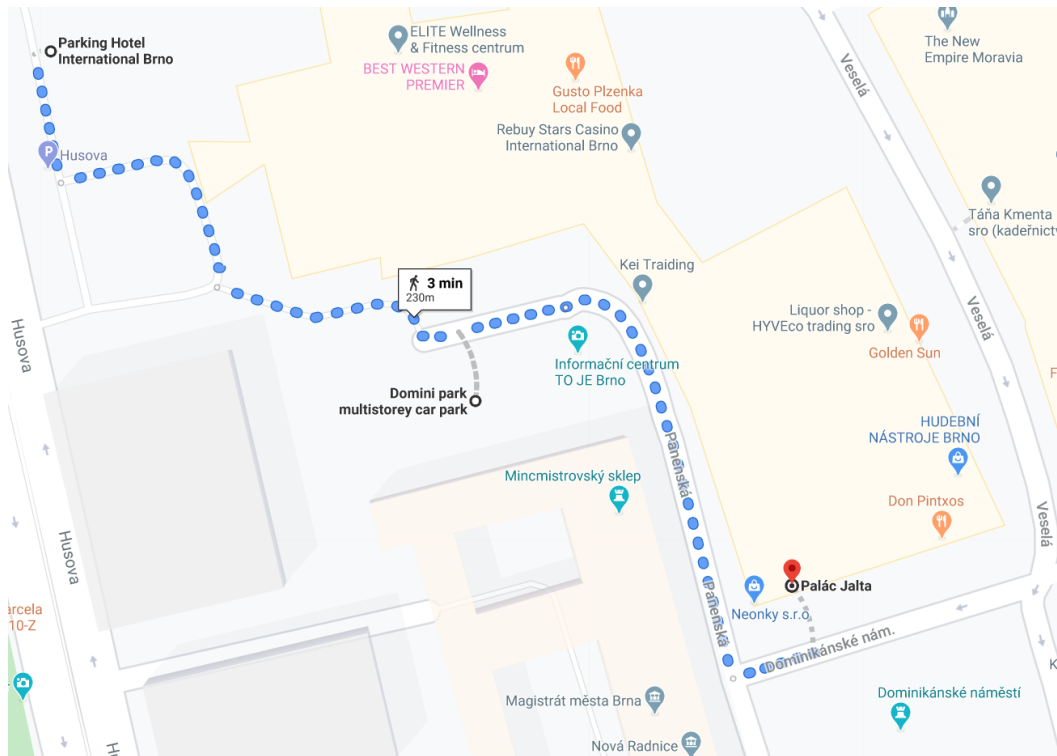 Parking Hotel
International Brno
ELITE Wellness
& Fitness centrum
BEST WESTERN
PREMIER
Gusto Plzenka
Local Food
The New
Empire Moravia
Veselá
Rebuy Stars Casino
International Brno
P
Husova
Táňa Kmenta
sro (kadeřnictv
3 min
230m
Kei Traiding
Liquor shop -
HYVEco trading sro
Veselá
Husova
Golden Sun
Informační centrum
TO JE Brno
F
Domini park
multistorey car park
HUDEBNÍ
NÁSTROJE BRNO
Panenská
Mincmistrovský sklep
Don Pintxos
Veselá
Husova
Palác Jalta
Neonky s.r.o.
Panenská
arcela
10-Z
Dominikánské nám.
K
Magistrát města Brna
Dominikánské náměstí
Nová Radnice
H